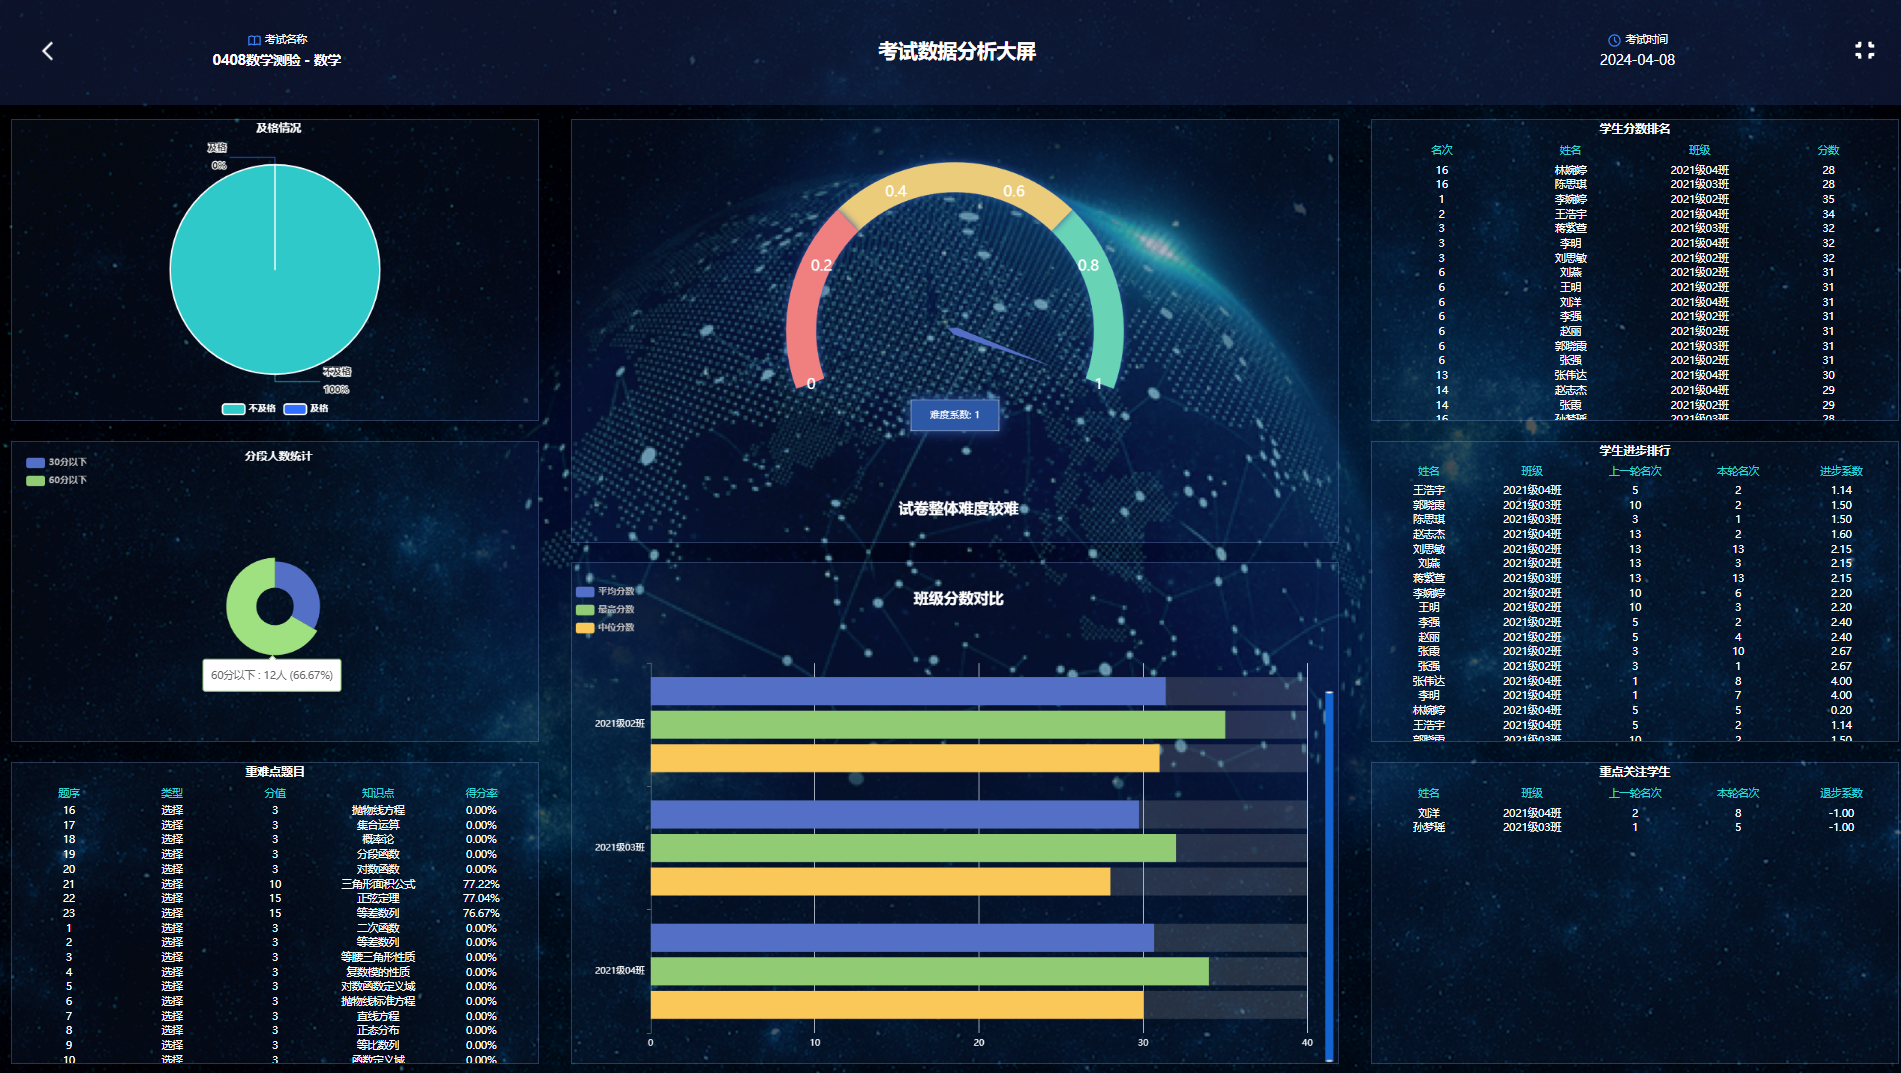 考试名称
0408数学测验 - 数学
考试数据分析大屏
考试时间
2024-04-08
及格情况
及格
0%
不及格
100%
不及格 及格
分段人数统计
30分以下
60分以下
60分以下 : 12人 (66.67%)
重难点题目
题序 类型 分值 知识点 得分率
16 选择 3 抛物线方程 0.00%
17 选择 3 集合运算 0.00%
18 选择 3 概率论 0.00%
19 选择 3 分段函数 0.00%
20 选择 3 对数函数 0.00%
21 选择 10 三角形面积公式 77.22%
22 选择 15 正弦定理 77.04%
23 选择 15 等差数列 76.67%
1 选择 3 二次函数 0.00%
2 选择 3 等差数列 0.00%
3 选择 3 等腰三角形性质 0.00%
4 选择 3 复数模的性质 0.00%
5 选择 3 对数函数定义域 0.00%
6 选择 3 抛物线标准方程 0.00%
7 选择 3 直线方程 0.00%
8 选择 3 正态分布 0.00%
9 选择 3 等比数列 0.00%
10 选择 3 函数定义域 0.00%
0
0.2
0.4
0.6
0.8
1
难度系数: 1
试卷整体难度较难
班级分数对比
平均分数
最高分数
中位分数
2021级02班
2021级03班
2021级04班
0 10 20 30 40
学生分数排名
名次 姓名 班级 分数
16 林婉婷 2021级04班 28
16 陈思琪 2021级03班 28
1 李婉婷 2021级02班 35
2 王浩宇 2021级04班 34
3 蒋紫萱 2021级03班 32
3 李明 2021级04班 32
3 刘思敏 2021级02班 32
6 刘燕 2021级02班 31
6 王明 2021级02班 31
6 刘洋 2021级04班 31
6 李强 2021级02班 31
6 赵丽 2021级02班 31
6 郭晓霞 2021级03班 31
6 张强 2021级02班 31
13 张伟达 2021级04班 30
14 赵志杰 2021级04班 29
14 张霞 2021级02班 29
16 孙梦瑶 2021级03班 28
学生进步排行
姓名 班级 上一轮名次 本轮名次 进步系数
王浩宇 2021级04班 5 2 1.14
郭晓霞 2021级03班 10 2 1.50
陈思琪 2021级03班 3 1 1.50
赵志杰 2021级04班 13 2 1.60
刘思敏 2021级02班 13 13 2.15
刘燕 2021级02班 13 3 2.15
蒋紫萱 2021级03班 13 13 2.15
李婉婷 2021级02班 10 6 2.20
王明 2021级02班 10 3 2.20
李强 2021级02班 5 2 2.40
赵丽 2021级02班 5 4 2.40
张霞 2021级02班 3 10 2.67
张强 2021级02班 3 1 2.67
张伟达 2021级04班 1 8 4.00
李明 2021级04班 1 7 4.00
林婉婷 2021级04班 5 5 0.20
王浩宇 2021级04班 5 2 1.14
郭晓霞 2021级03班 10 2 1.50
重点关注学生
姓名 班级 上一轮名次 本轮名次 退步系数
刘洋 2021级04班 2 8 -1.00
孙梦瑶 2021级03班 1 5 -1.00